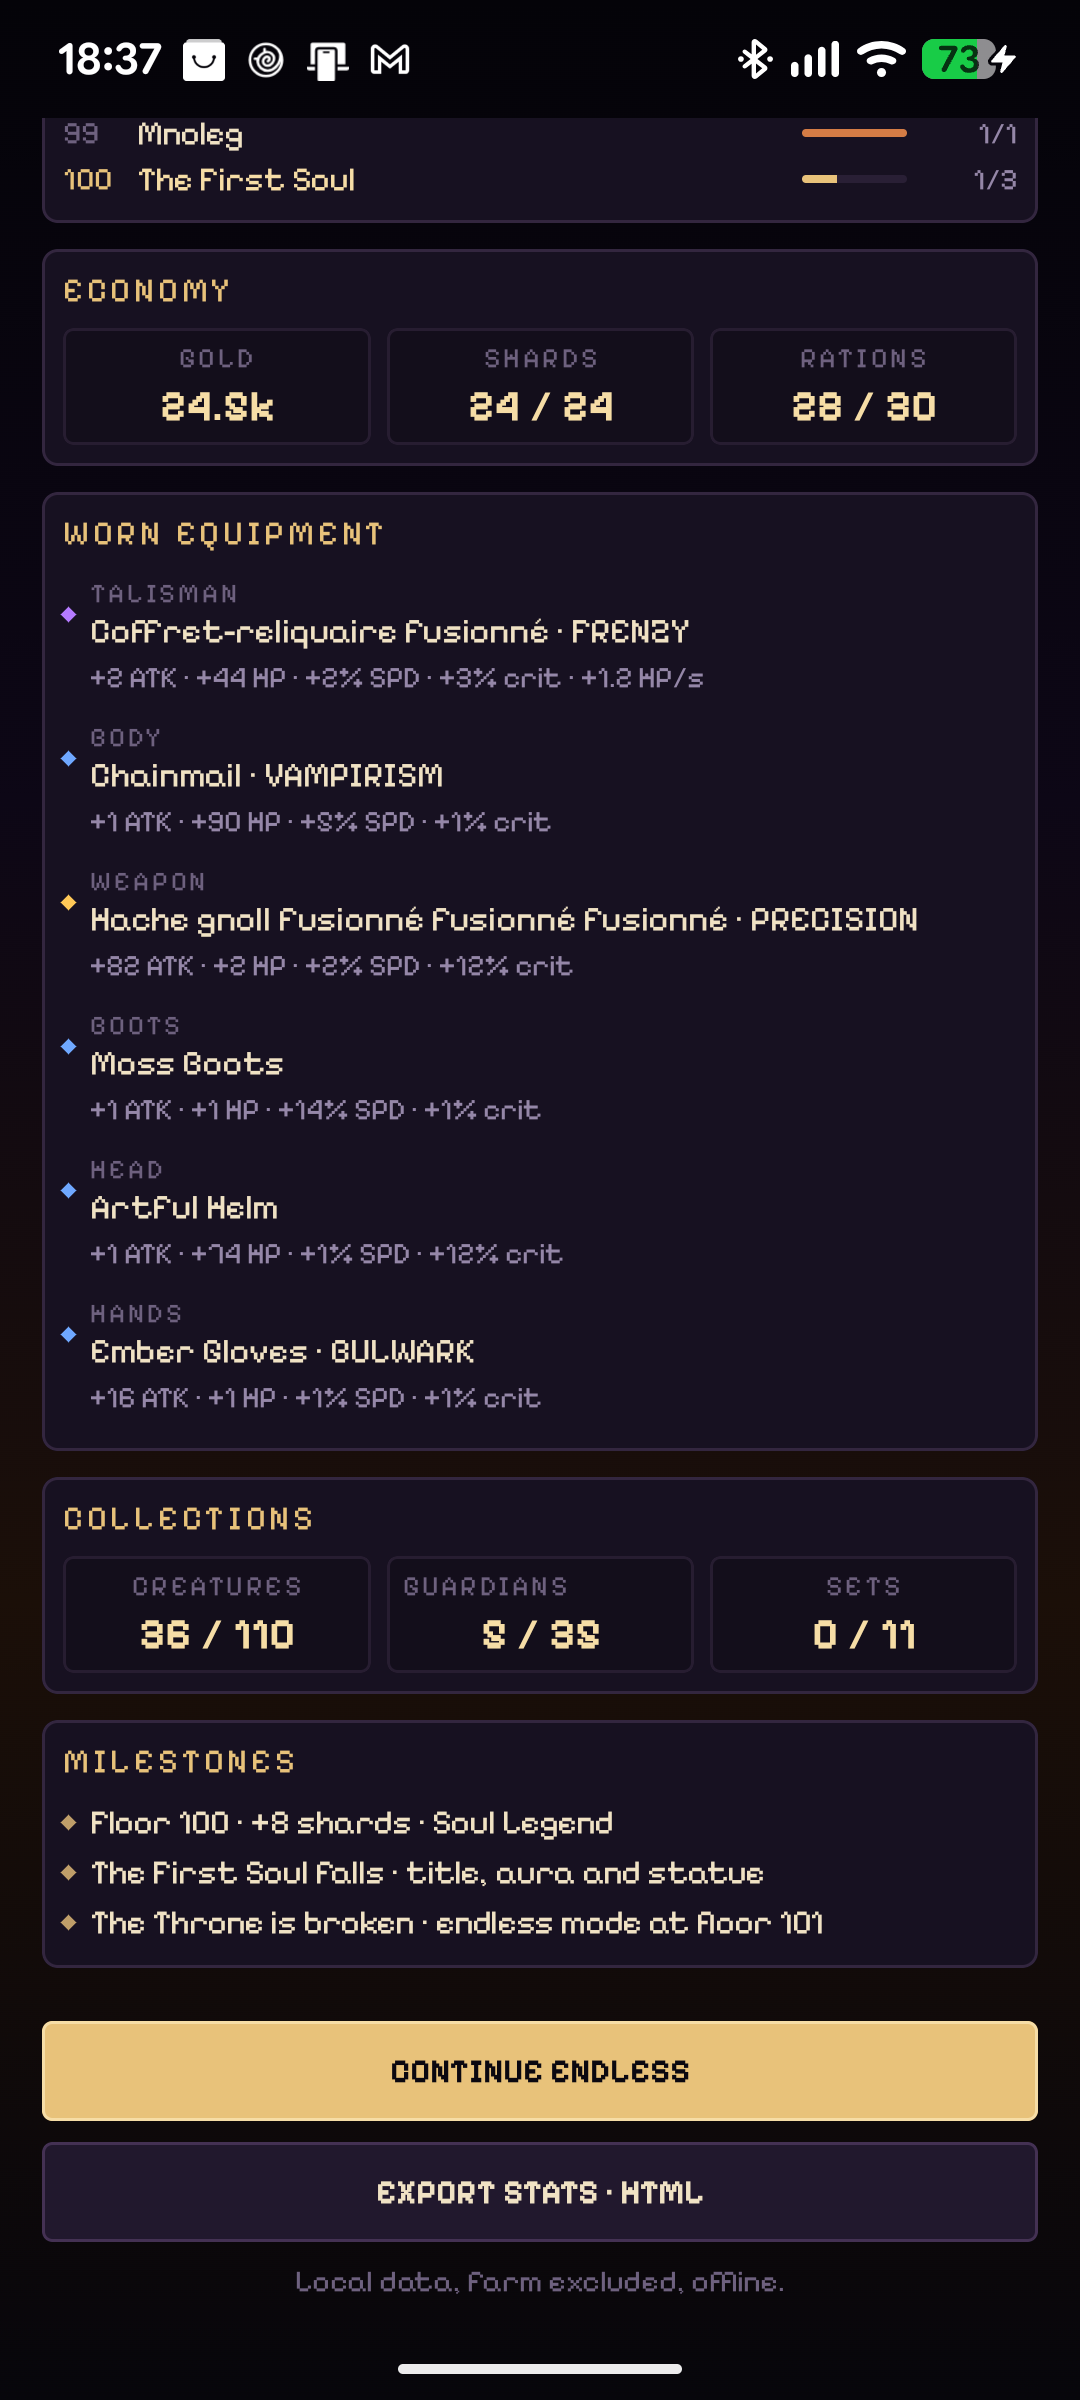 18:37
73
99 Mnoleg 1/1
100 The First Soul 1/3
ECONOMY
GOLD SHARDS RATIONS
24.5k 24 / 24 28 / 30
WORN EQUIPMENT
TALISMAN
Coffret-reliquaire fusionné · FRENZY
+2 ATK · +44 HP · +2% SPD · +3% crit · +1.2 HP/s
BODY
Chainmail · VAMPIRISM
+1 ATK · +90 HP · +5% SPD · +1% crit
WEAPON
Hache gnoll fusionné fusionné fusionné · PRECISION
+82 ATK · +2 HP · +2% SPD · +12% crit
BOOTS
Moss Boots
+1 ATK · +1 HP · +14% SPD · +1% crit
HEAD
Artful Helm
+1 ATK · +74 HP · +1% SPD · +12% crit
HANDS
Ember Gloves · BULWARK
+16 ATK · +1 HP · +1% SPD · +1% crit
COLLECTIONS
CREATURES GUARDIANS SETS
36 / 110 5 / 35 0 / 11
MILESTONES
Floor 100 · +8 shards · Soul Legend
The First Soul falls · title, aura and statue
The Throne is broken · endless mode at floor 101
CONTINUE ENDLESS
EXPORT STATS · HTML
Local data, farm excluded, offline.